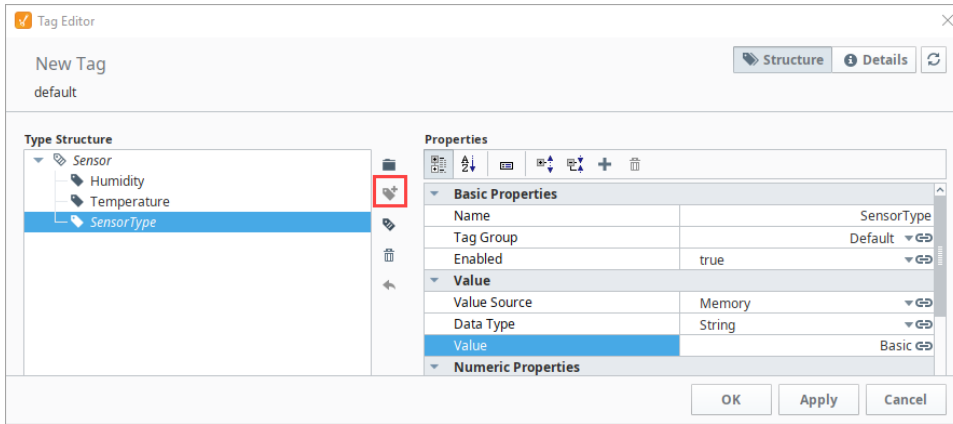 Tag Editor
New Tag
Structure
Details
default
Type Structure
Properties
Sensor
Humidity
Temperature
SensorType
Basic Properties
Name SensorType
Tag Group Default
Enabled true
Value
Value Source Memory
Data Type String
Value Basic
Numeric Properties
OK Apply Cancel